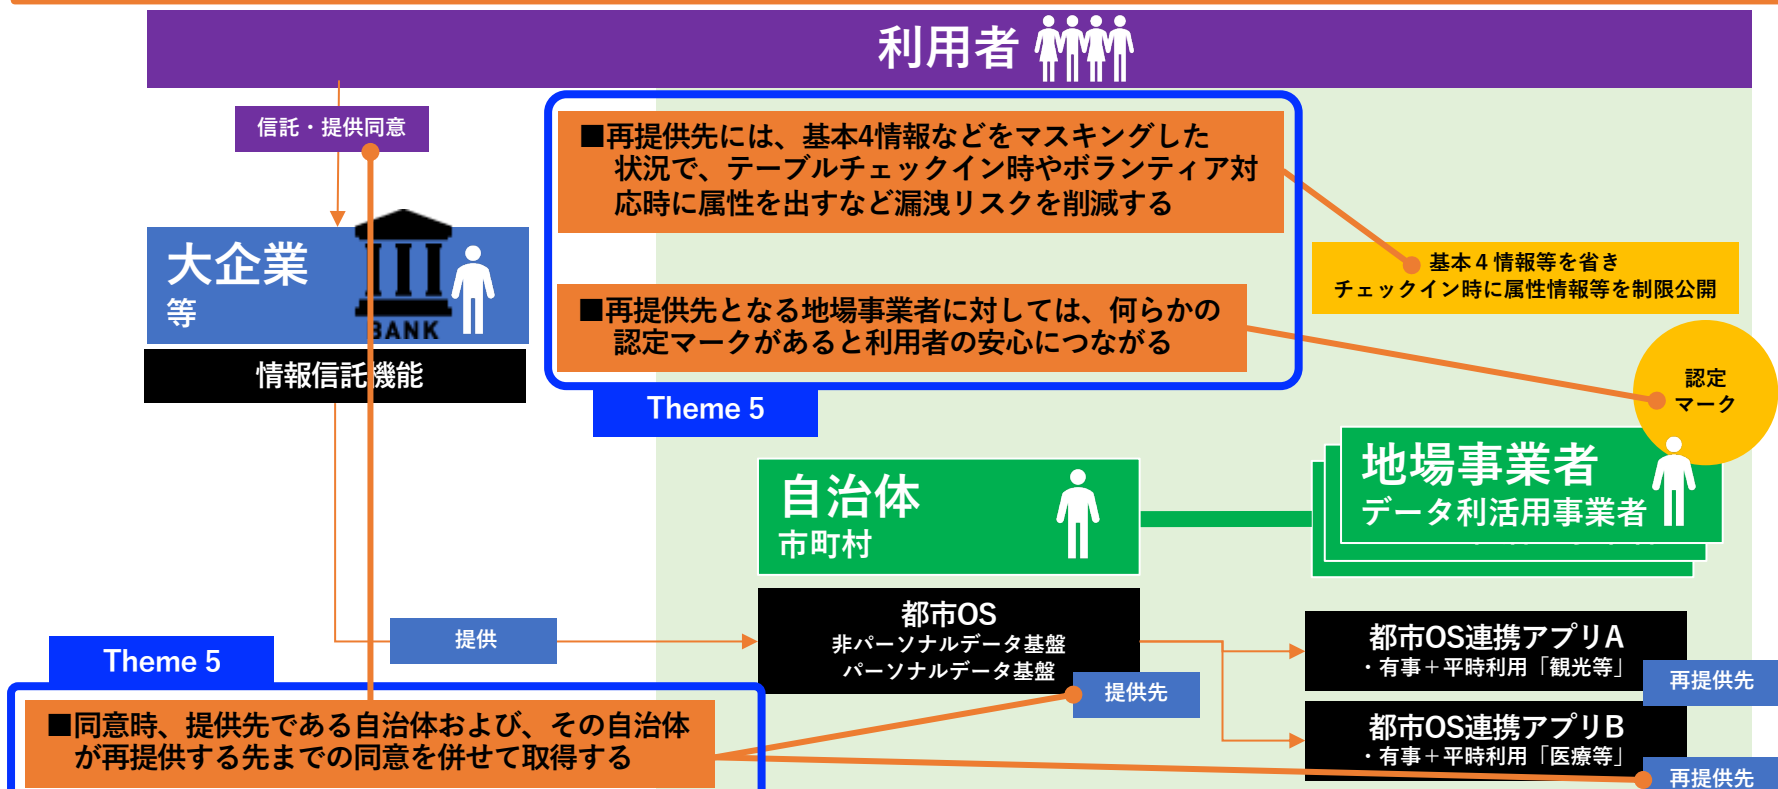 利用者
信託・提供同意
■再提供先には、基本4情報などをマスキングした
状況で、テーブルチェックイン時やボランティア対
応時に属性を出すなど漏洩リスクを削減する
大企業
等
BANK
情報信託機能
基本４情報等を省き
チェックイン時に属性情報等を制限公開
■再提供先となる地場事業者に対しては、何らかの
認定マークがあると利用者の安心につながる
Theme 5
認定
マーク
自治体
市町村
地場事業者
データ利活用事業者
都市OS
非パーソナルデータ基盤
パーソナルデータ基盤
提供
提供先
都市OS連携アプリA
・有事＋平時利用「観光等」
再提供先
Theme 5
■同意時、提供先である自治体および、その自治体
が再提供する先までの同意を併せて取得する
都市OS連携アプリB
・有事＋平時利用「医療等」
再提供先